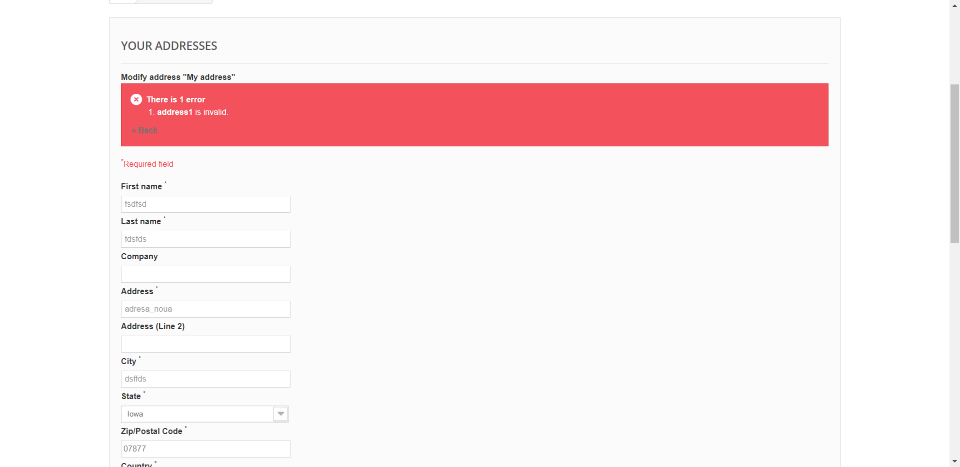 YOUR ADDRESSES
Modify address "My address"
There is 1 error
1. address1 is invalid.
« Back
*Required field
First name *
fsdfsd
Last name *
fdsfds
Company
Address *
adresa_noua
Address (Line 2)
City *
dsffds
State *
Iowa
Zip/Postal Code *
07877
Country *